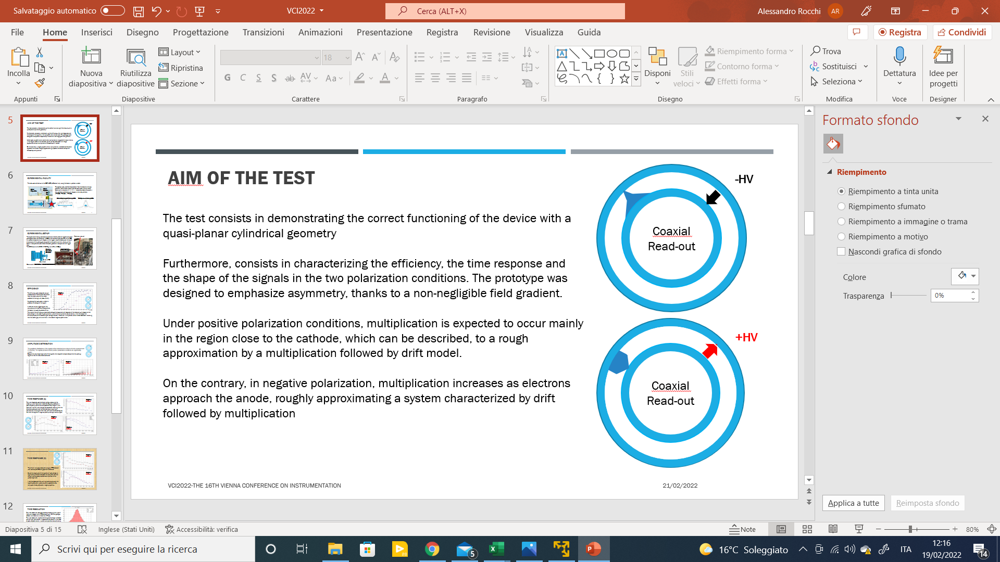 Salvataggio automatico
VCI2022
Cerca (ALT+X)
Alessandro Rocchi
AR
File
Home
Inserisci
Disegno
Progettazione
Transizioni
Animazioni
Presentazione
Registra
Revisione
Visualizza
Guida
Registra
Condividi
Incolla
Appunti
Nuova
diapositiva
Riutilizza
diapositive
Layout
Ripristina
Sezione
Diapositive
18
G C S S ab AV Aa A
Carattere
Paragrafo
Disponi
Stili
veloci
Riempimento forma
Contorno forma
Effetti forma
Disegno
Trova
Sostituisci
Seleziona
Modifica
Dettatura
Voce
Idee per
progetti
Designer
5
6
7
8
9
10
11
12
AIM OF THE TEST
The test consists in demonstrating the correct functioning of the device with a
quasi-planar cylindrical geometry
Furthermore, consists in characterizing the efficiency, the time response and
the shape of the signals in the two polarization conditions. The prototype was
designed to emphasize asymmetry, thanks to a non-negligible field gradient.
Under positive polarization conditions, multiplication is expected to occur mainly
in the region close to the cathode, which can be described, to a rough
approximation by a multiplication followed by drift model.
On the contrary, in negative polarization, multiplication increases as electrons
approach the anode, roughly approximating a system characterized by drift
followed by multiplication
-HV
Coaxial
Read-out
+HV
Coaxial
Read-out
VCI2022-THE 16TH VIENNA CONFERENCE ON INSTRUMENTATION
21/02/2022
Formato sfondo
Riempimento
Riempimento a tinta unita
Riempimento sfumato
Riempimento a immagine o trama
Riempimento a motivo
Nascondi grafica di sfondo
Colore
Trasparenza
0%
Applica a tutte
Reimposta sfondo
Diapositiva 5 di 15
Inglese (Stati Uniti)
Accessibilità: verifica
Note
80%
Scrivi qui per eseguire la ricerca
5
16°C Soleggiato
ITA
12:16
19/02/2022
14